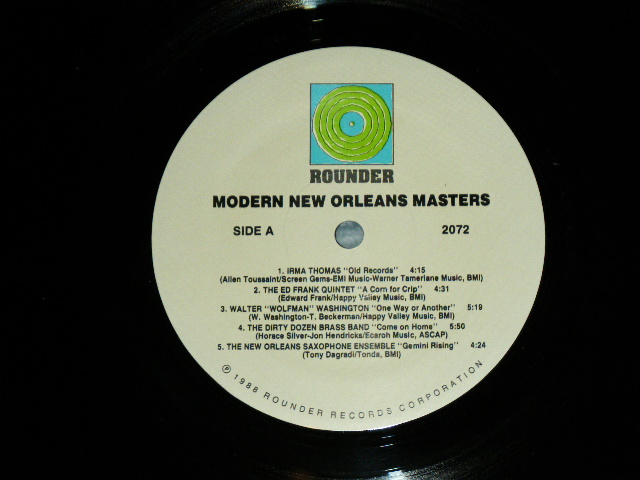 ROUNDER
MODERN NEW ORLEANS MASTERS
SIDE A 2072
1. IRMA THOMAS "Old Records" 4:15
(Allen Toussaint/Screen Gems-EMI Music-Warner Tamerlane Music, BMI)
2. THE ED FRANK QUINTET "A Corn for Crip" 4:31
(Edward Frank/Happy Valley Music, BMI)
3. WALTER "WOLFMAN" WASHINGTON "One Way or Another" 5:19
(W. Washington-T. Beckerman/Happy Valley Music, BMI)
4. THE DIRTY DOZEN BRASS BAND "Come on Home" 5:50
(Horace Silver-Jon Hendricks/Ecaroh Music, ASCAP)
5. THE NEW ORLEANS SAXOPHONE ENSEMBLE "Gemini Rising" 4:24
(Tony Dagradi/Tonda, BMI)
℗ 1988 ROUNDER RECORDS CORPORATION